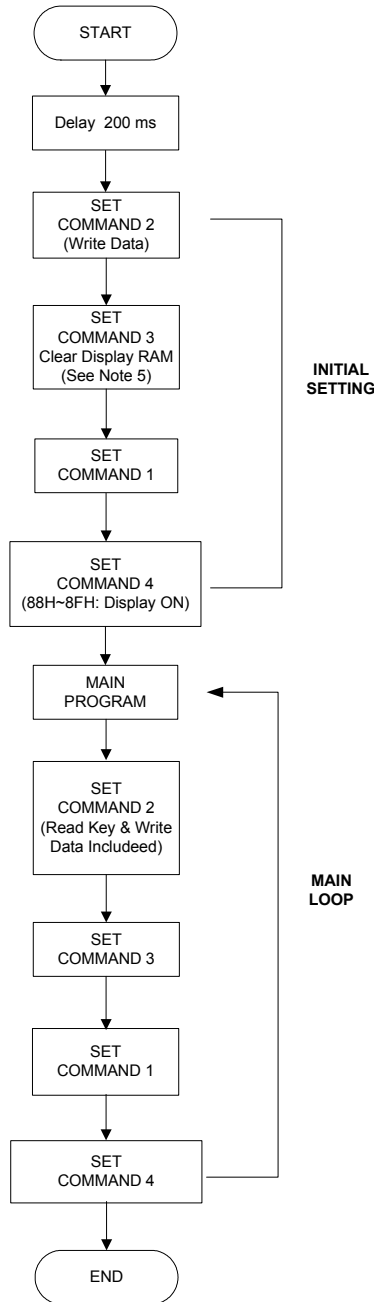 START
Delay 200 ms
SET
COMMAND 2
(Write Data)
SET
COMMAND 3
Clear Display RAM
(See Note 5)
INITIAL
SETTING
SET
COMMAND 1
SET
COMMAND 4
(88H~8FH: Display ON)
MAIN
PROGRAM
SET
COMMAND 2
(Read Key & Write
Data Includeed)
MAIN
LOOP
SET
COMMAND 3
SET
COMMAND 1
SET
COMMAND 4
END